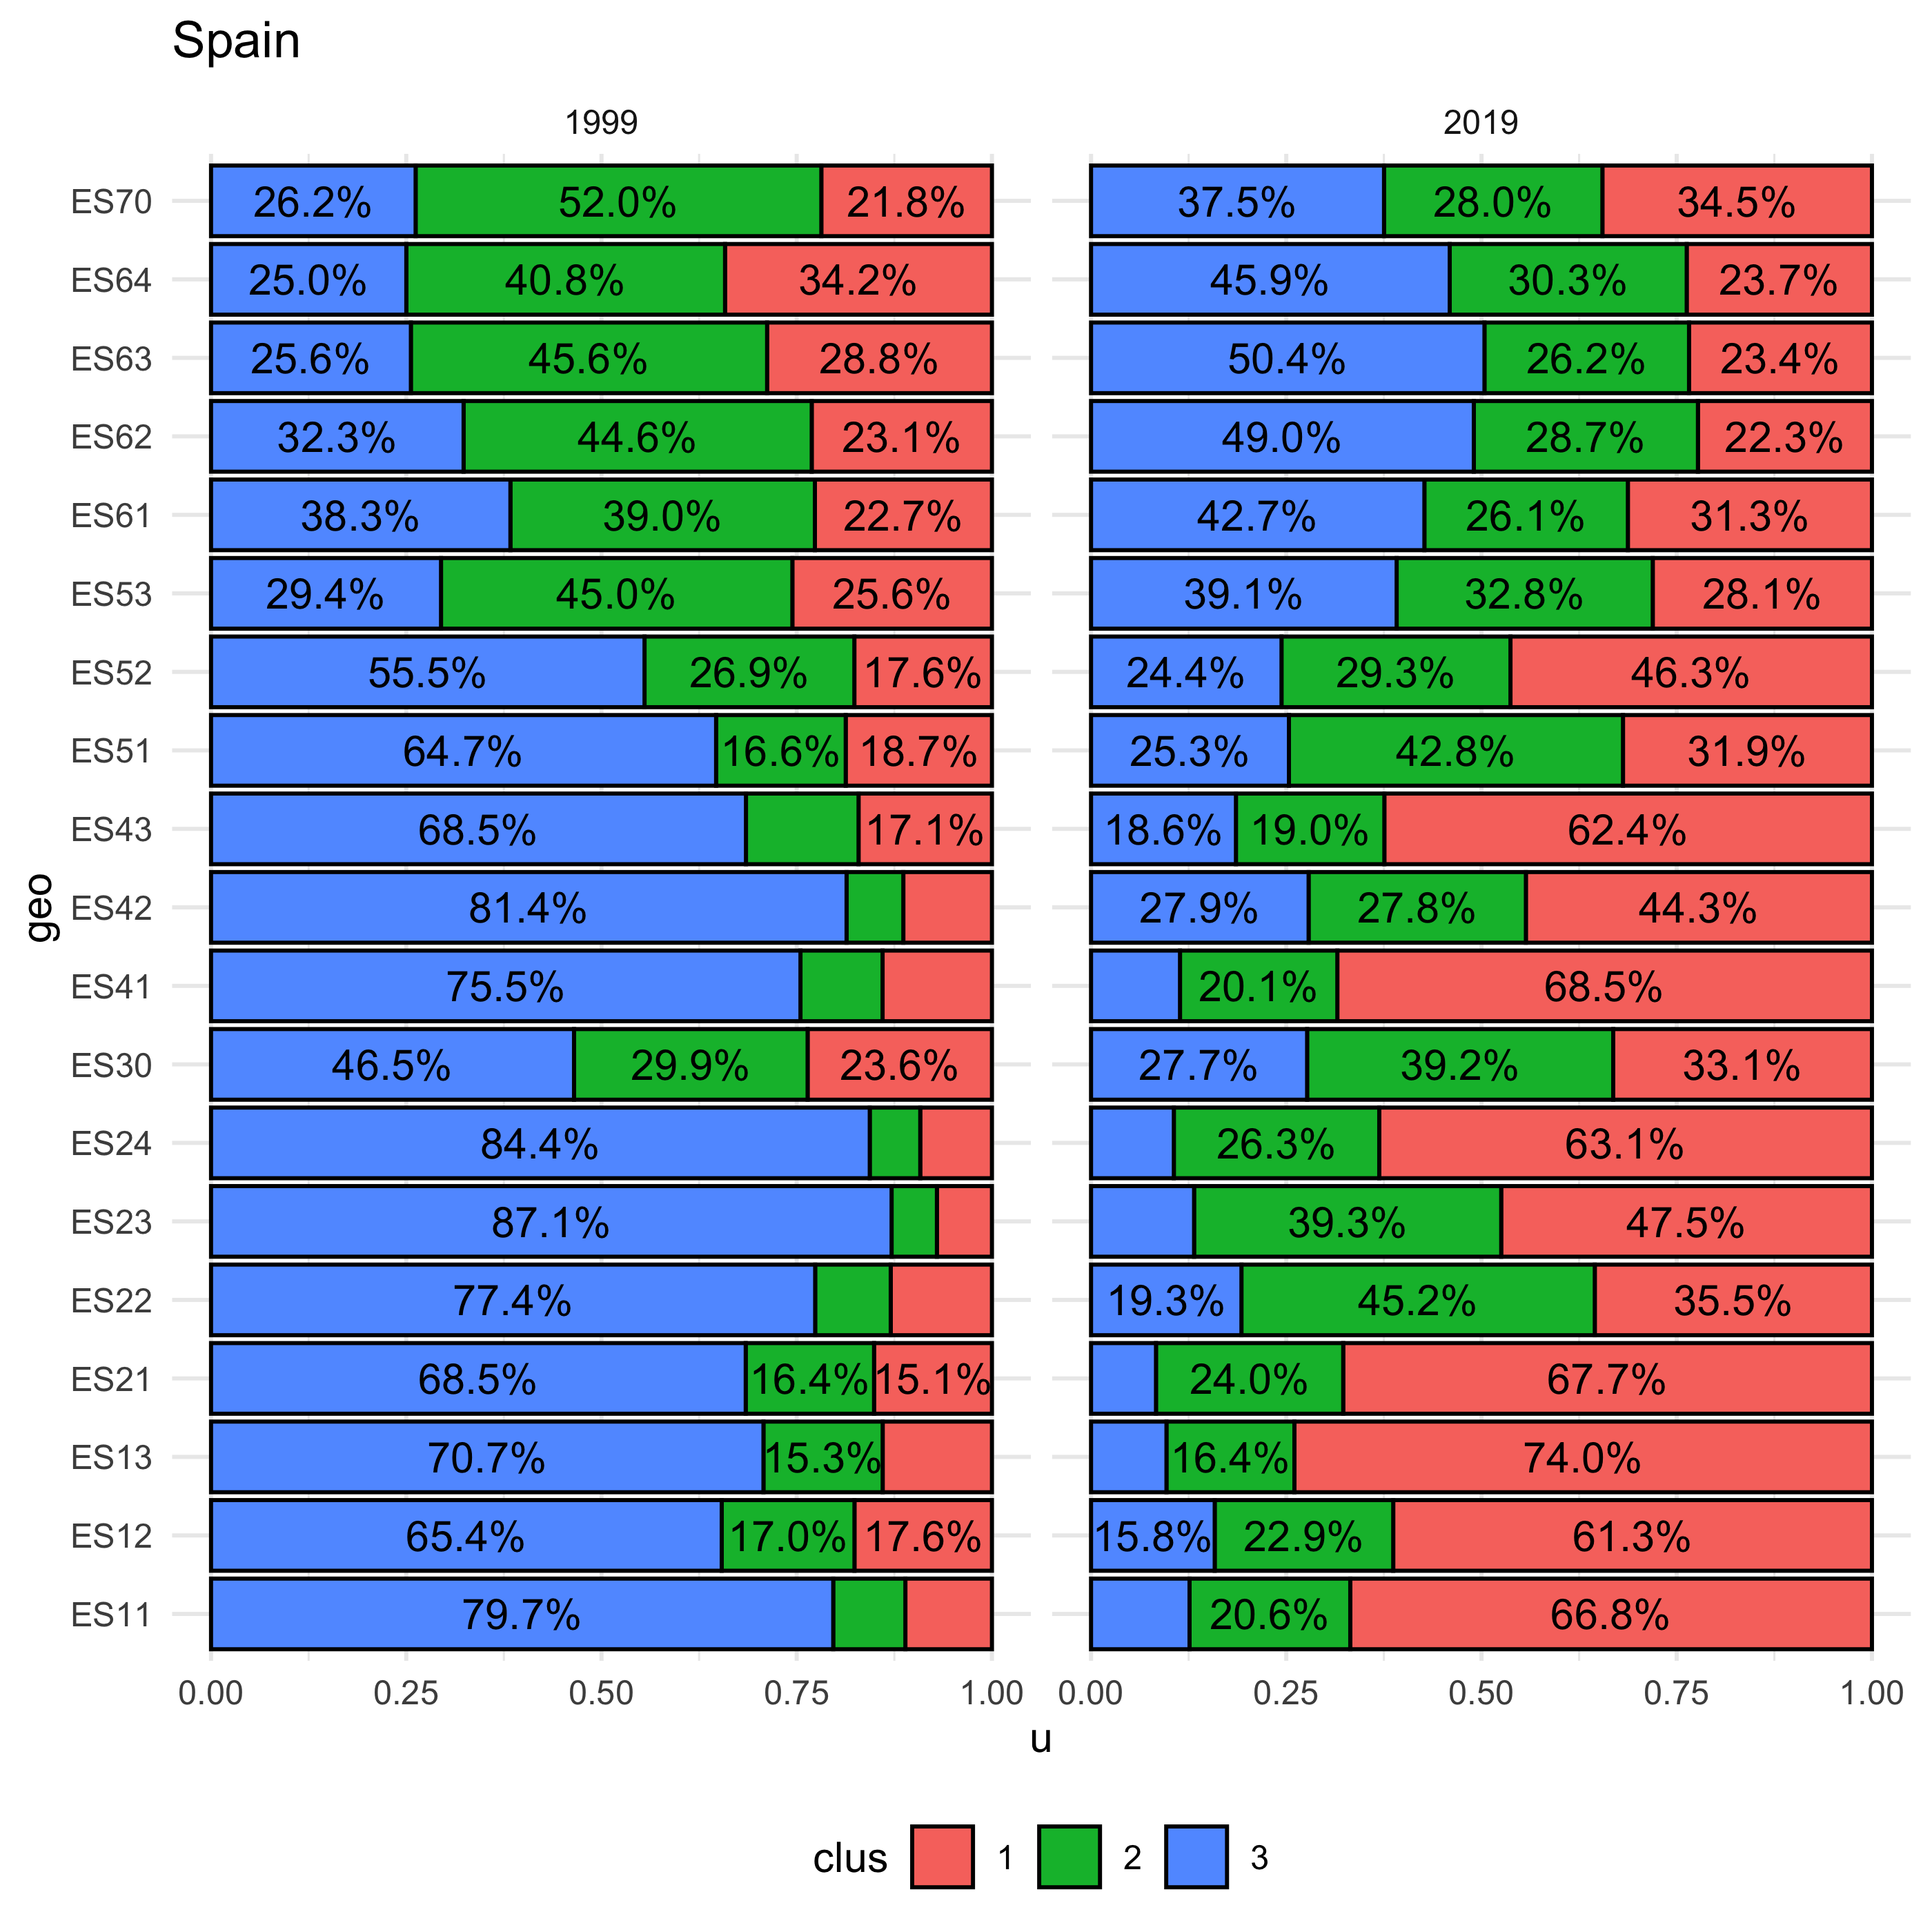 Spain
1999 2019
ES70 26.2% 52.0% 21.8% 37.5% 28.0% 34.5%
ES64 25.0% 40.8% 34.2% 45.9% 30.3% 23.7%
ES63 25.6% 45.6% 28.8% 50.4% 26.2% 23.4%
ES62 32.3% 44.6% 23.1% 49.0% 28.7% 22.3%
ES61 38.3% 39.0% 22.7% 42.7% 26.1% 31.3%
ES53 29.4% 45.0% 25.6% 39.1% 32.8% 28.1%
ES52 55.5% 26.9% 17.6% 24.4% 29.3% 46.3%
ES51 64.7% 16.6% 18.7% 25.3% 42.8% 31.9%
ES43 68.5% 17.1% 18.6% 19.0% 62.4%
geo
ES42 81.4% 27.9% 27.8% 44.3%
ES41 75.5% 20.1% 68.5%
ES30 46.5% 29.9% 23.6% 27.7% 39.2% 33.1%
ES24 84.4% 26.3% 63.1%
ES23 87.1% 39.3% 47.5%
ES22 77.4% 19.3% 45.2% 35.5%
ES21 68.5% 16.4% 15.1% 24.0% 67.7%
ES13 70.7% 15.3% 16.4% 74.0%
ES12 65.4% 17.0% 17.6% 15.8% 22.9% 61.3%
ES11 79.7% 20.6% 66.8%
0.00 0.25 0.50 0.75 1.00 0.00 0.25 0.50 0.75 1.00
u
clus 1 2 3